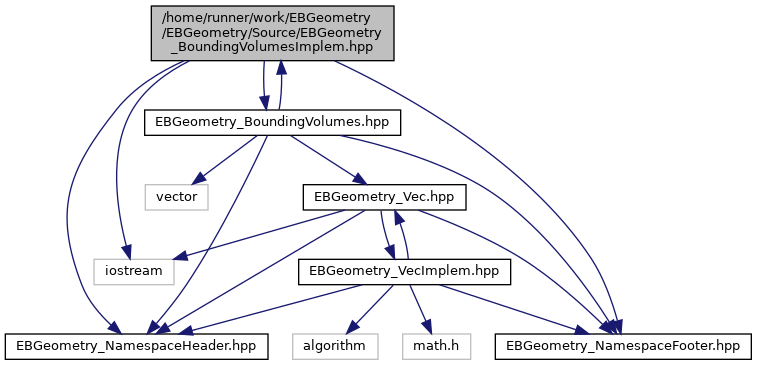 /home/runner/work/EBGeometry
/EBGeometry/Source/EBGeometry
_BoundingVolumesImplem.hpp
EBGeometry_BoundingVolumes.hpp
vector
EBGeometry_Vec.hpp
iostream
EBGeometry_VecImplem.hpp
EBGeometry_NamespaceHeader.hpp
algorithm
math.h
EBGeometry_NamespaceFooter.hpp